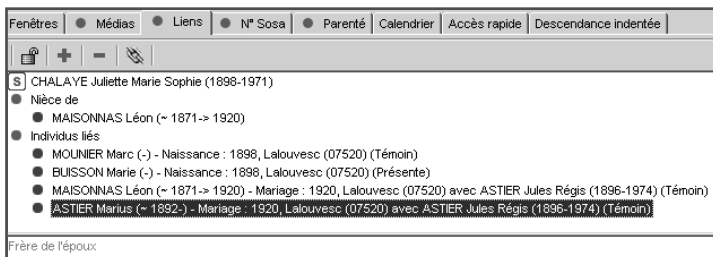 Fenêtres Médias Liens N° Sosa Parenté Calendrier Accès rapide Descendance indentée
S CHALAYE Juliette Marie Sophie (1898-1971)
Nièce de
MAISONNAS Léon (~ 1871-> 1920)
Individus liés
MOUNIER Marc (-) - Naissance : 1898, Lalouvesc (07520) (Témoin)
BUISSON Marie (-) - Naissance : 1898, Lalouvesc (07520) (Présente)
MAISONNAS Léon (~ 1871-> 1920) - Mariage : 1920, Lalouvesc (07520) avec ASTIER Jules Régis (1896-1974) (Témoin)
ASTIER Marius (~ 1892-) - Mariage : 1920, Lalouvesc (07520) avec ASTIER Jules Régis (1896-1974) (Témoin)
Frère de l'époux